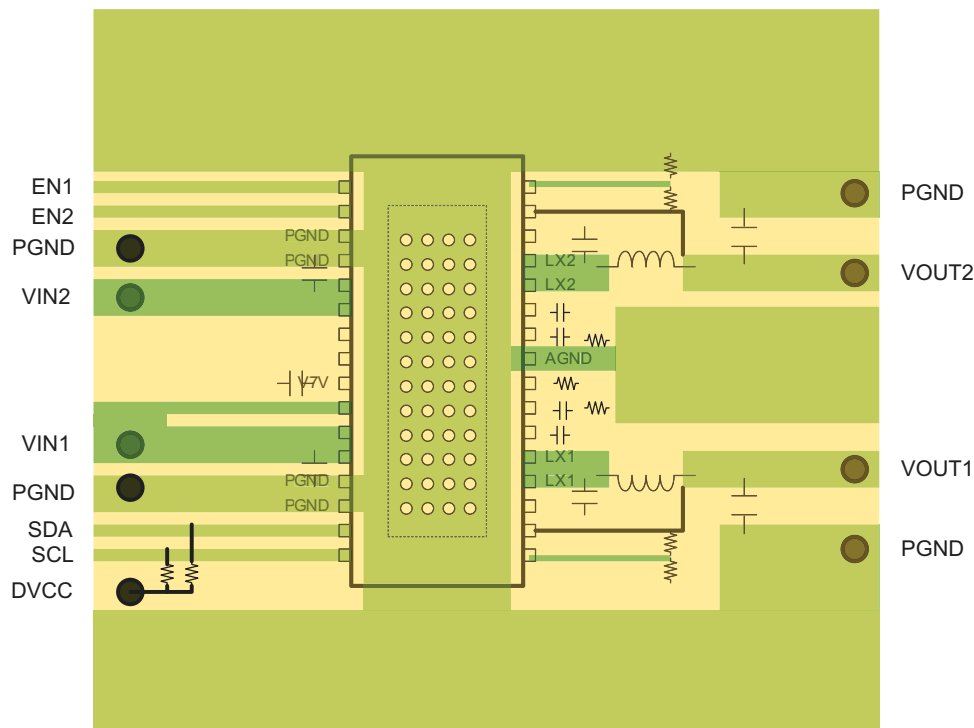 EN1
EN2
PGND
VIN2
VIN1
PGND
SDA
SCL
DVCC
PGND
PGND
V7V
PGND
PGND
LX2
LX2
AGND
LX1
LX1
PGND
VOUT2
VOUT1
PGND